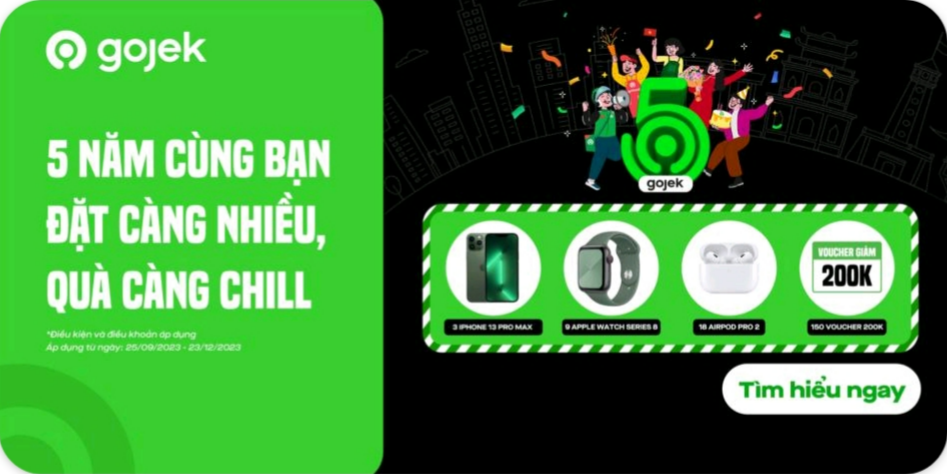 gojek
5 NĂM CÙNG BẠN
ĐẶT CÀNG NHIỀU,
QUÀ CÀNG CHILL
*Điều kiện và điều khoản áp dụng
Áp dụng từ ngày: 25/09/2023 - 23/12/2023
5
gojek
VOUCHER GIẢM
200K
3 IPHONE 13 PRO MAX
9 APPLE WATCH SERIES 8
18 AIRPOD PRO 2
150 VOUCHER 200K
Tìm hiểu ngay